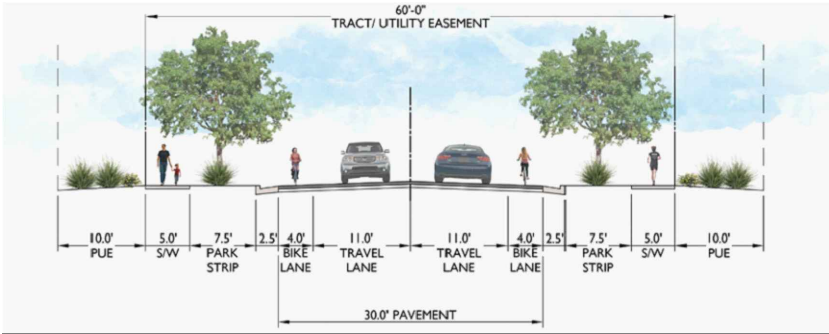 60'-0"
TRACT/ UTILITY EASEMENT
10.0' 5.0' 7.5' 2.5' 4.0' 11.0' 11.0' 4.0' 2.5' 7.5' 5.0' 10.0'
PUE S/W PARK BIKE TRAVEL TRAVEL BIKE PARK S/W PUE
STRIP LANE LANE LANE LANE STRIP
30.0' PAVEMENT